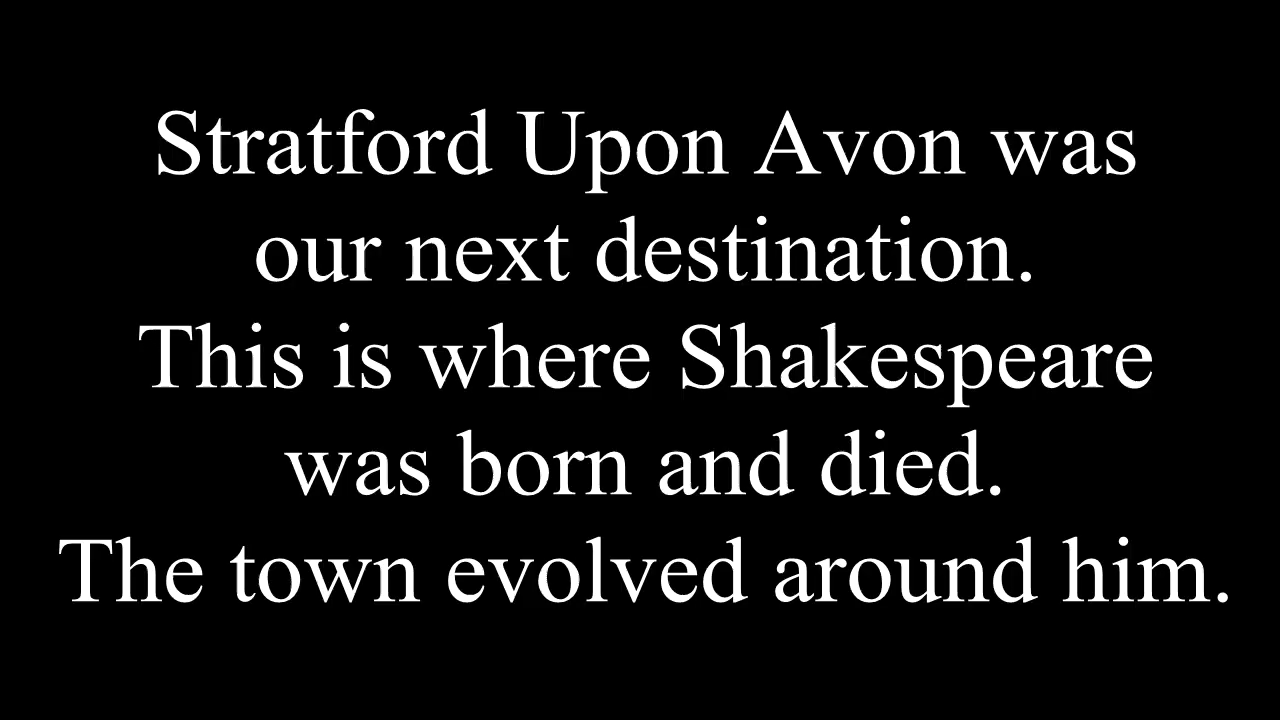 Stratford Upon Avon was
our next destination.
This is where Shakespeare
was born and died.
The town evolved around him.